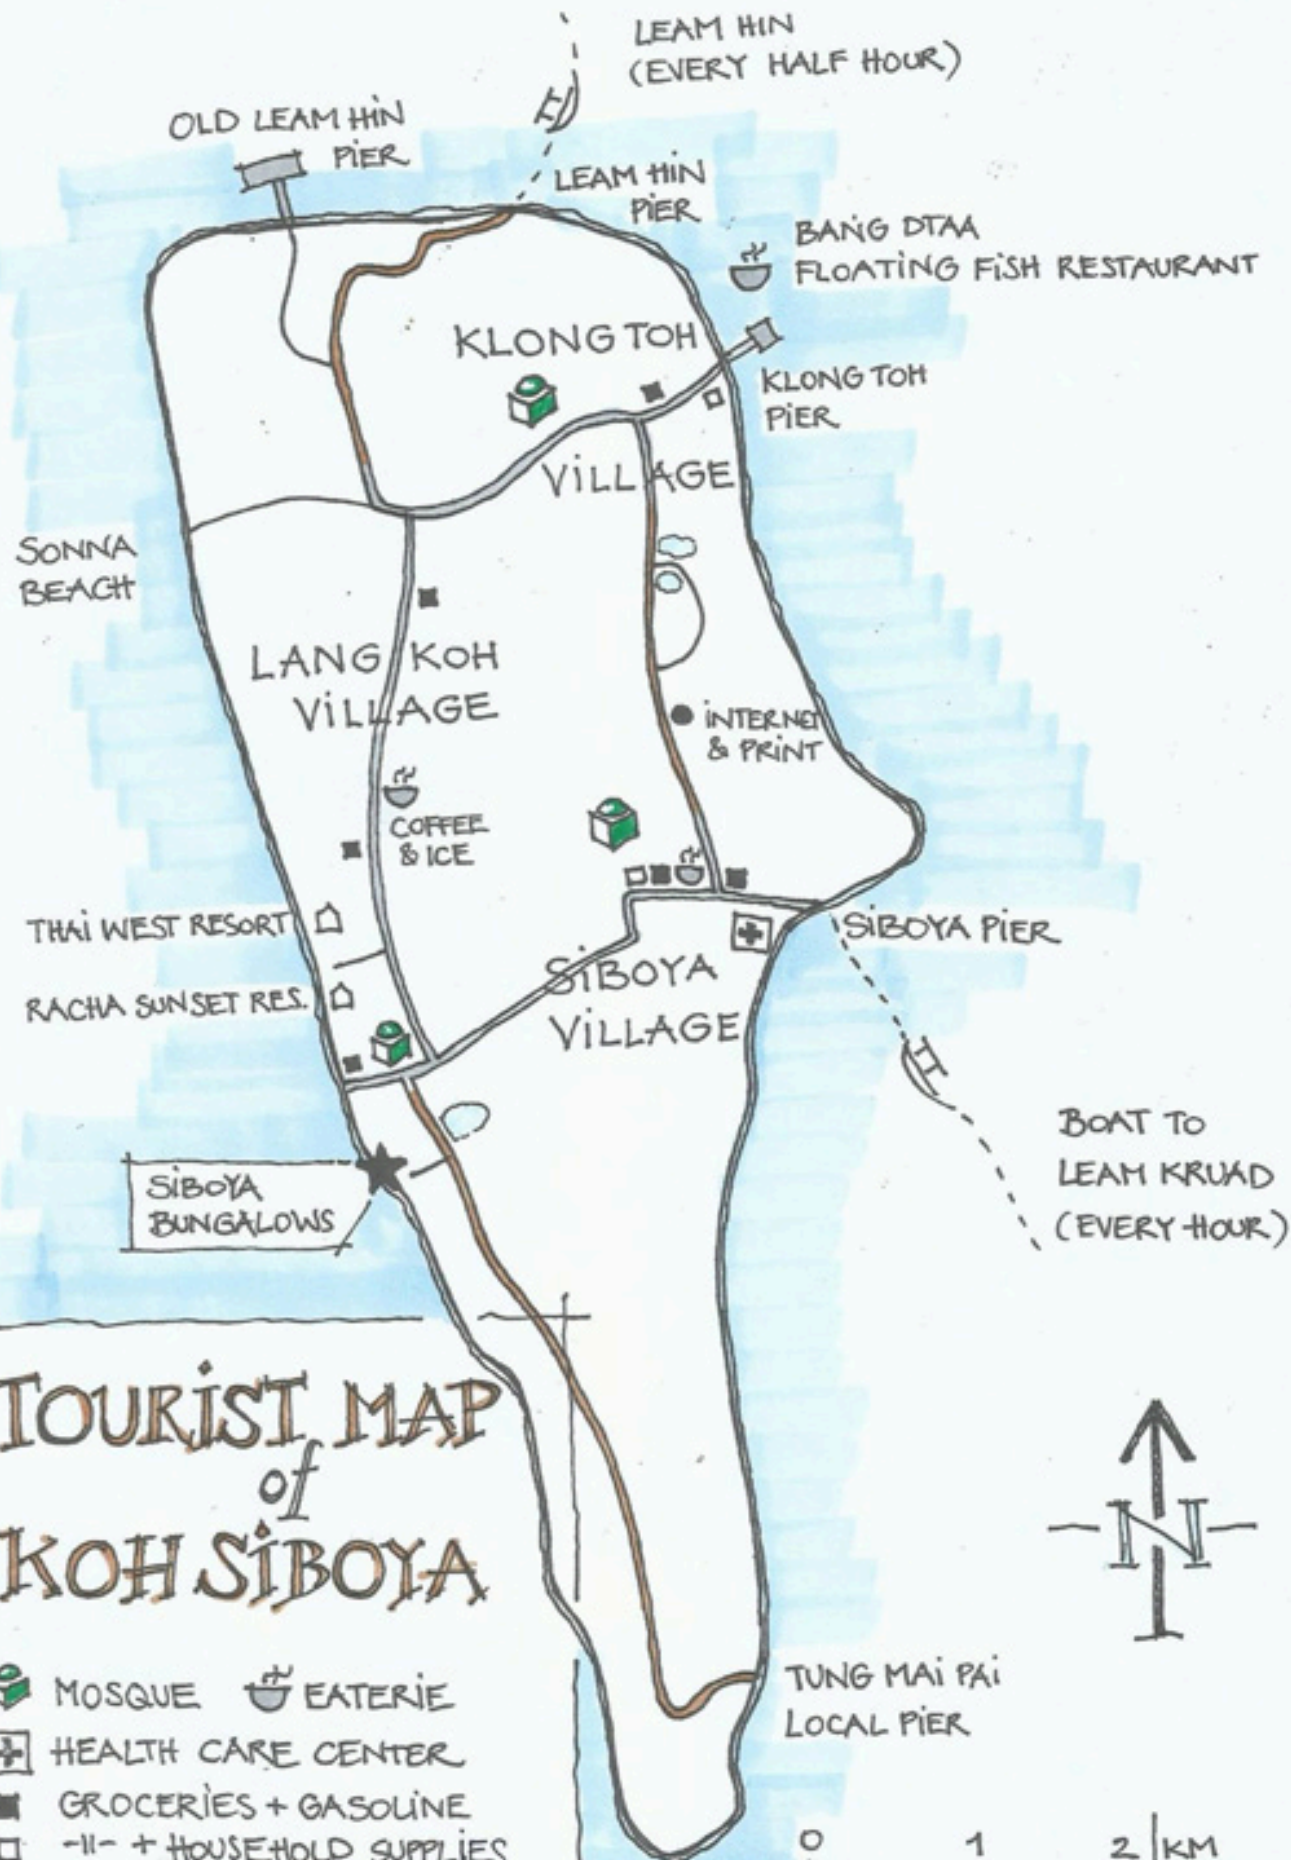 LEAM HIN
(EVERY HALF HOUR)
OLD LEAM HIN
PIER
LEAM HIN
PIER
BANG DTAA
FLOATING FISH RESTAURANT
KLONG TOH
KLONG TOH
PIER
VILLAGE
SONNA
BEACH
LANG KOH
VILLAGE
INTERNET
& PRINT
COFFEE
& ICE
THAI WEST RESORT
SIBOYA PIER
SIBOYA
VILLAGE
RACHA SUNSET RES.
BOAT TO
LEAM KRUAD
(EVERY HOUR)
SIBOYA
BUNGALOWS
TOURIST MAP
of
KOH SIBOYA
N
MOSQUE
EATERIE
HEALTH CARE CENTER
GROCERIES + GASOLINE
-11- + HOUSEHOLD SUPPLIES
TUNG MAI PAI
LOCAL PIER
0 1 2 KM